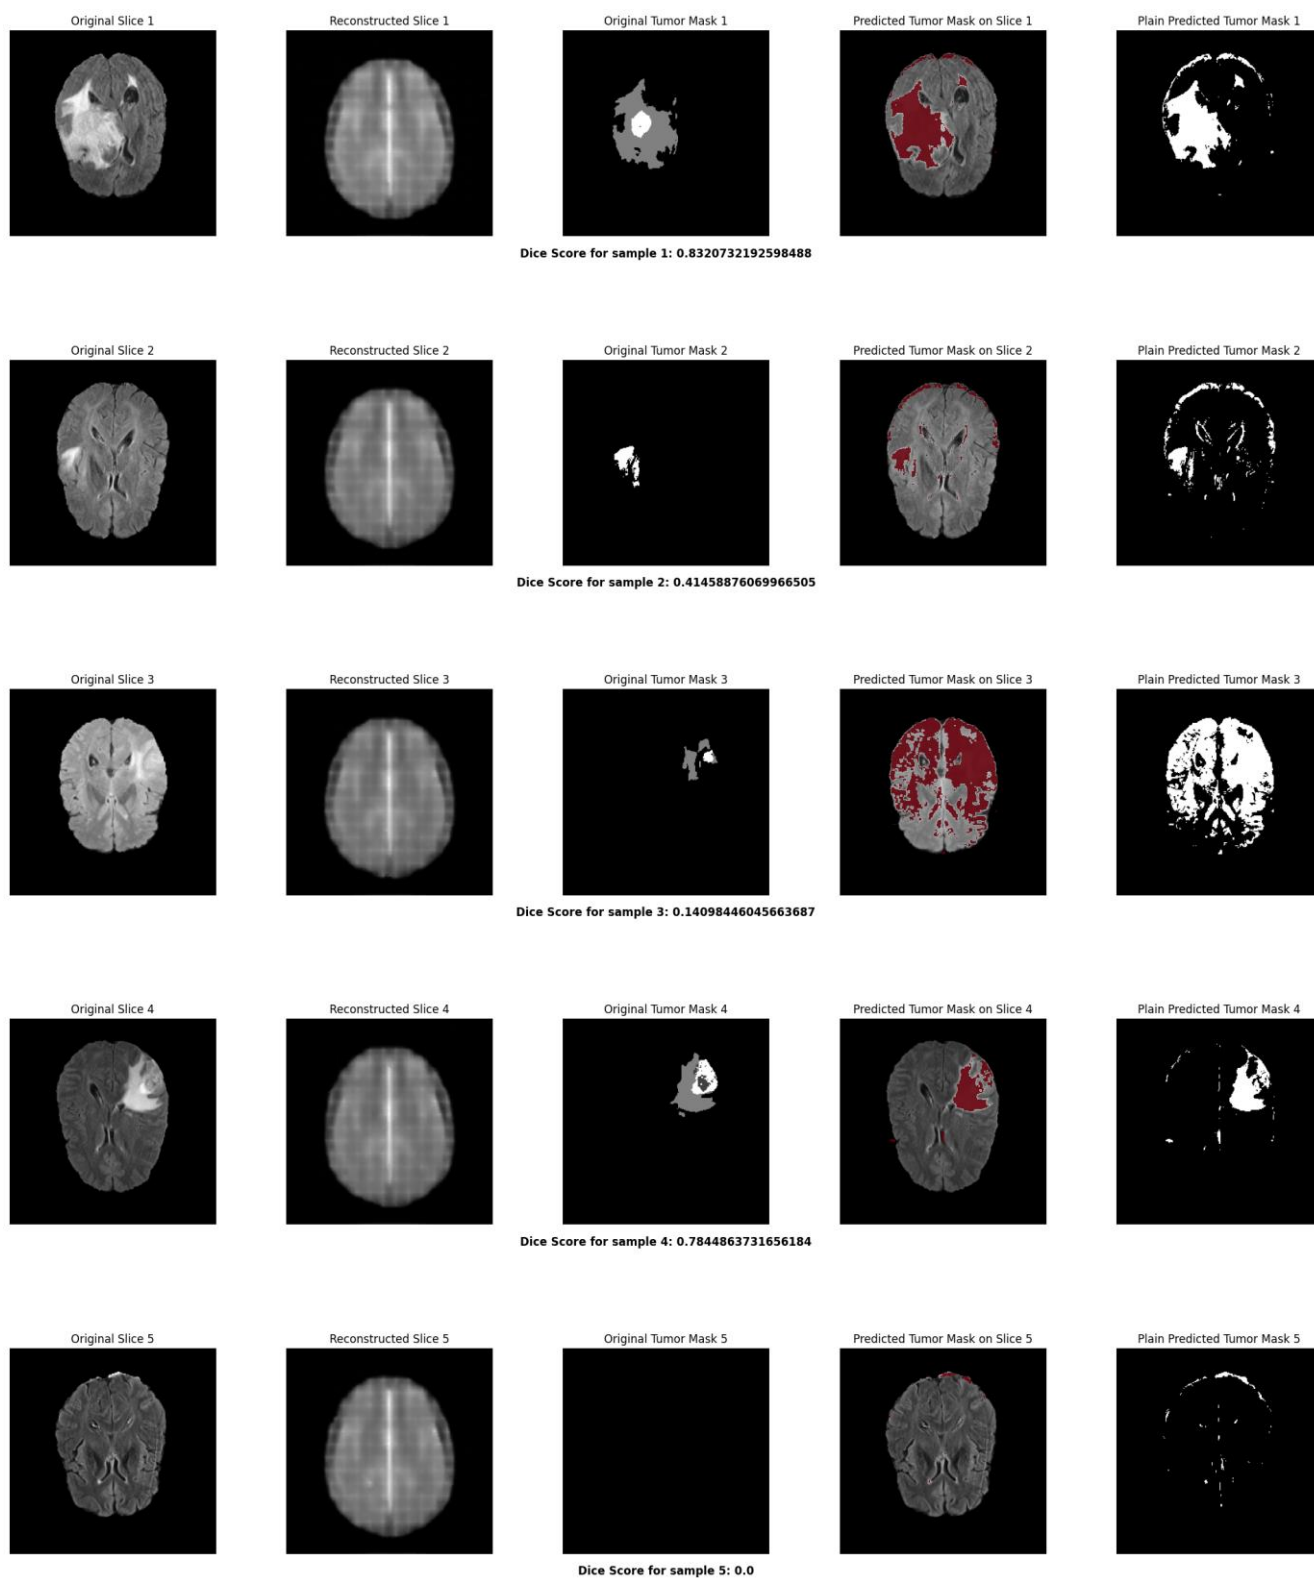 Original Slice 1 Reconstructed Slice 1 Original Tumor Mask 1 Predicted Tumor Mask on Slice 1 Plain Predicted Tumor Mask 1
Dice Score for sample 1: 0.8320732192598488
Original Slice 2 Reconstructed Slice 2 Original Tumor Mask 2 Predicted Tumor Mask on Slice 2 Plain Predicted Tumor Mask 2
Dice Score for sample 2: 0.41458876069966505
Original Slice 3 Reconstructed Slice 3 Original Tumor Mask 3 Predicted Tumor Mask on Slice 3 Plain Predicted Tumor Mask 3
Dice Score for sample 3: 0.14098446045663687
Original Slice 4 Reconstructed Slice 4 Original Tumor Mask 4 Predicted Tumor Mask on Slice 4 Plain Predicted Tumor Mask 4
Dice Score for sample 4: 0.7844863731656184
Original Slice 5 Reconstructed Slice 5 Original Tumor Mask 5 Predicted Tumor Mask on Slice 5 Plain Predicted Tumor Mask 5
Dice Score for sample 5: 0.0